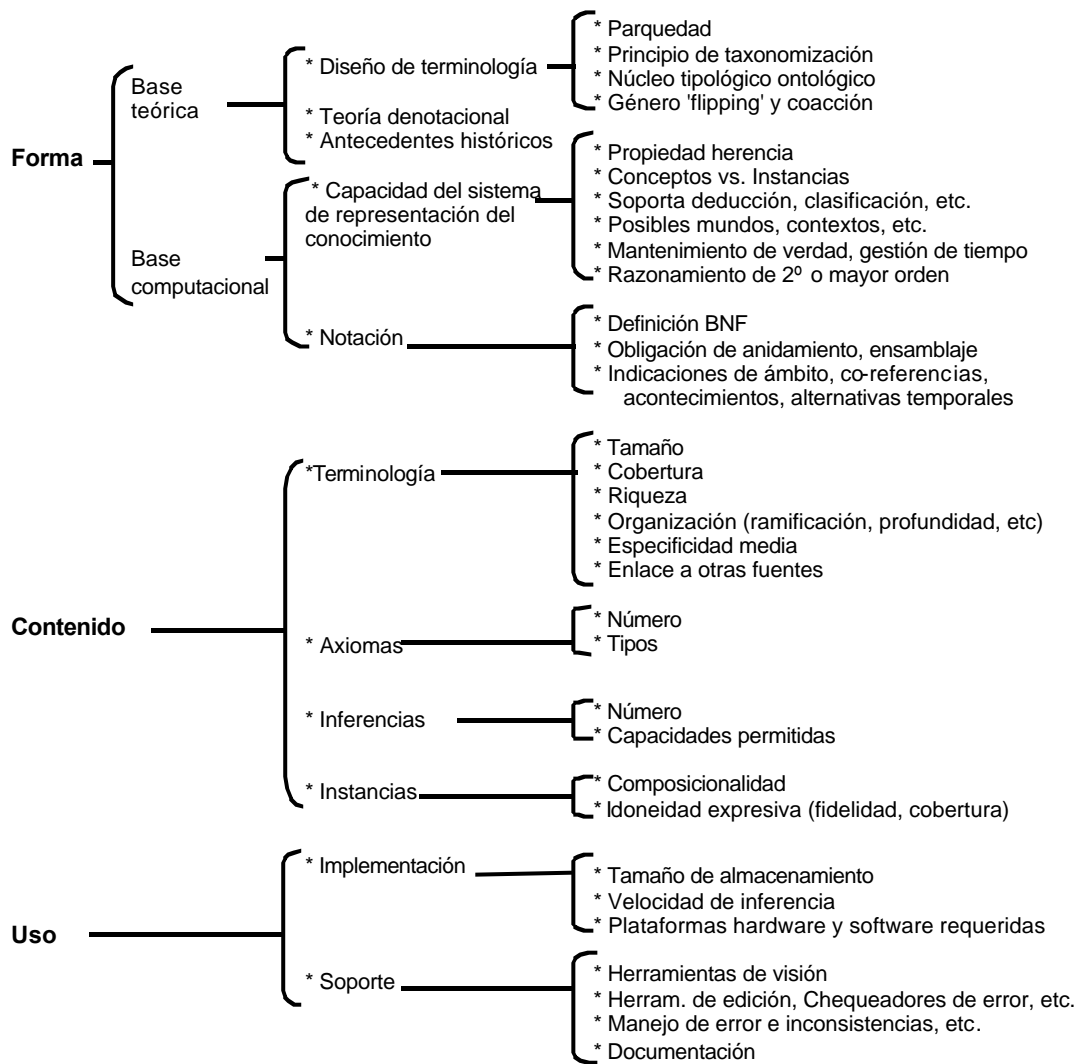 Forma
Base
teórica
* Diseño de terminología
* Parquedad
* Principio de taxonomización
* Núcleo tipológico ontológico
* Género 'flipping' y coacción
* Teoría denotacional
* Antecedentes históricos
Base
computacional
* Capacidad del sistema
de representación del
conocimiento
* Propiedad herencia
* Conceptos vs. Instancias
* Soporta deducción, clasificación, etc.
* Posibles mundos, contextos, etc.
* Mantenimiento de verdad, gestión de tiempo
* Razonamiento de 2º o mayor orden
* Notación
* Definición BNF
* Obligación de anidamiento, ensamblaje
* Indicaciones de ámbito, co-referencias,
acontecimientos, alternativas temporales
Contenido
*Terminología
* Tamaño
* Cobertura
* Riqueza
* Organización (ramificación, profundidad, etc)
* Especificidad media
* Enlace a otras fuentes
* Axiomas
* Número
* Tipos
* Inferencias
* Número
* Capacidades permitidas
* Instancias
* Composicionalidad
* Idoneidad expresiva (fidelidad, cobertura)
Uso
* Implementación
* Tamaño de almacenamiento
* Velocidad de inferencia
* Plataformas hardware y software requeridas
* Soporte
* Herramientas de visión
* Herram. de edición, Chequeadores de error, etc.
* Manejo de error e inconsistencias, etc.
* Documentación